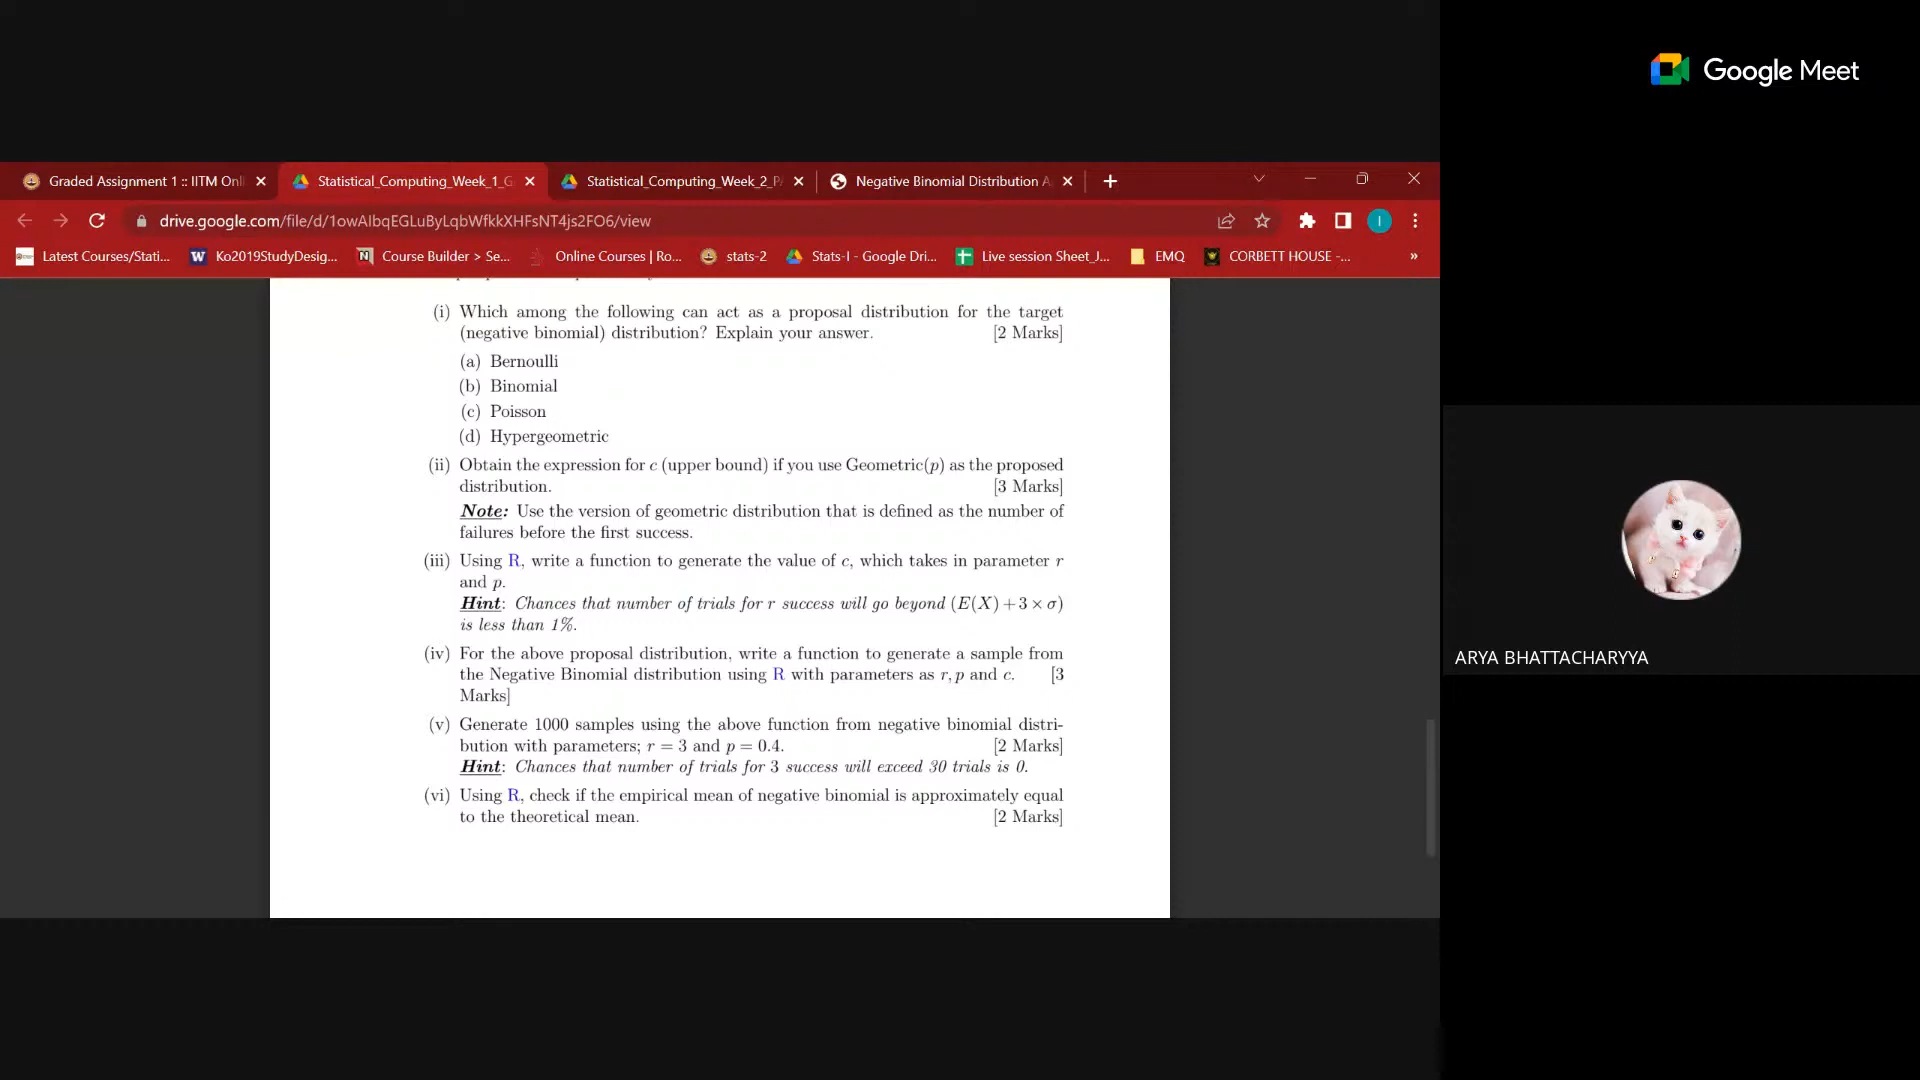 Google Meet
Graded Assignment 1 :: IITM Onl
Statistical_Computing_Week_1_G
Statistical_Computing_Week_2_P
Negative Binomial Distribution A
drive.google.com/file/d/1owAIbqEGLuByLqbWfkkXHFsNT4js2FO6/view
I
Latest Courses/Stati...
W Ko2019StudyDesig...
N Course Builder > Se...
Online Courses | Ro...
stats-2
Stats-I - Google Dri...
Live session Sheet_J...
EMQ
CORBETT HOUSE -...
»
(i) Which among the following can act as a proposal distribution for the target
(negative binomial) distribution? Explain your answer. [2 Marks]
(a) Bernoulli
(b) Binomial
(c) Poisson
(d) Hypergeometric
(ii) Obtain the expression for c (upper bound) if you use Geometric(p) as the proposed
distribution. [3 Marks]
Note: Use the version of geometric distribution that is defined as the number of
failures before the first success.
(iii) Using R, write a function to generate the value of c, which takes in parameter r
and p.
Hint: Chances that number of trials for r success will go beyond (E(X) + 3 × σ)
is less than 1%.
(iv) For the above proposal distribution, write a function to generate a sample from
the Negative Binomial distribution using R with parameters as r, p and c. [3
Marks]
(v) Generate 1000 samples using the above function from negative binomial distri-
bution with parameters; r = 3 and p = 0.4. [2 Marks]
Hint: Chances that number of trials for 3 success will exceed 30 trials is 0.
(vi) Using R, check if the empirical mean of negative binomial is approximately equal
to the theoretical mean. [2 Marks]
ARYA BHATTACHARYYA